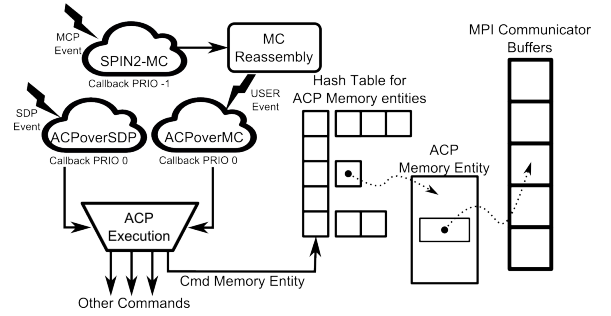 MCP
Event
SPIN2-MC
Callback PRIO -1
MC
Reassembly
SDP
Event
ACPoverSDP
Callback PRIO 0
USER
Event
ACPoverMC
Callback PRIO 0
ACP
Execution
Cmd Memory Entity
Other Commands
Hash Table for
ACP Memory entities
ACP
Memory Entity
MPI Communicator
Buffers